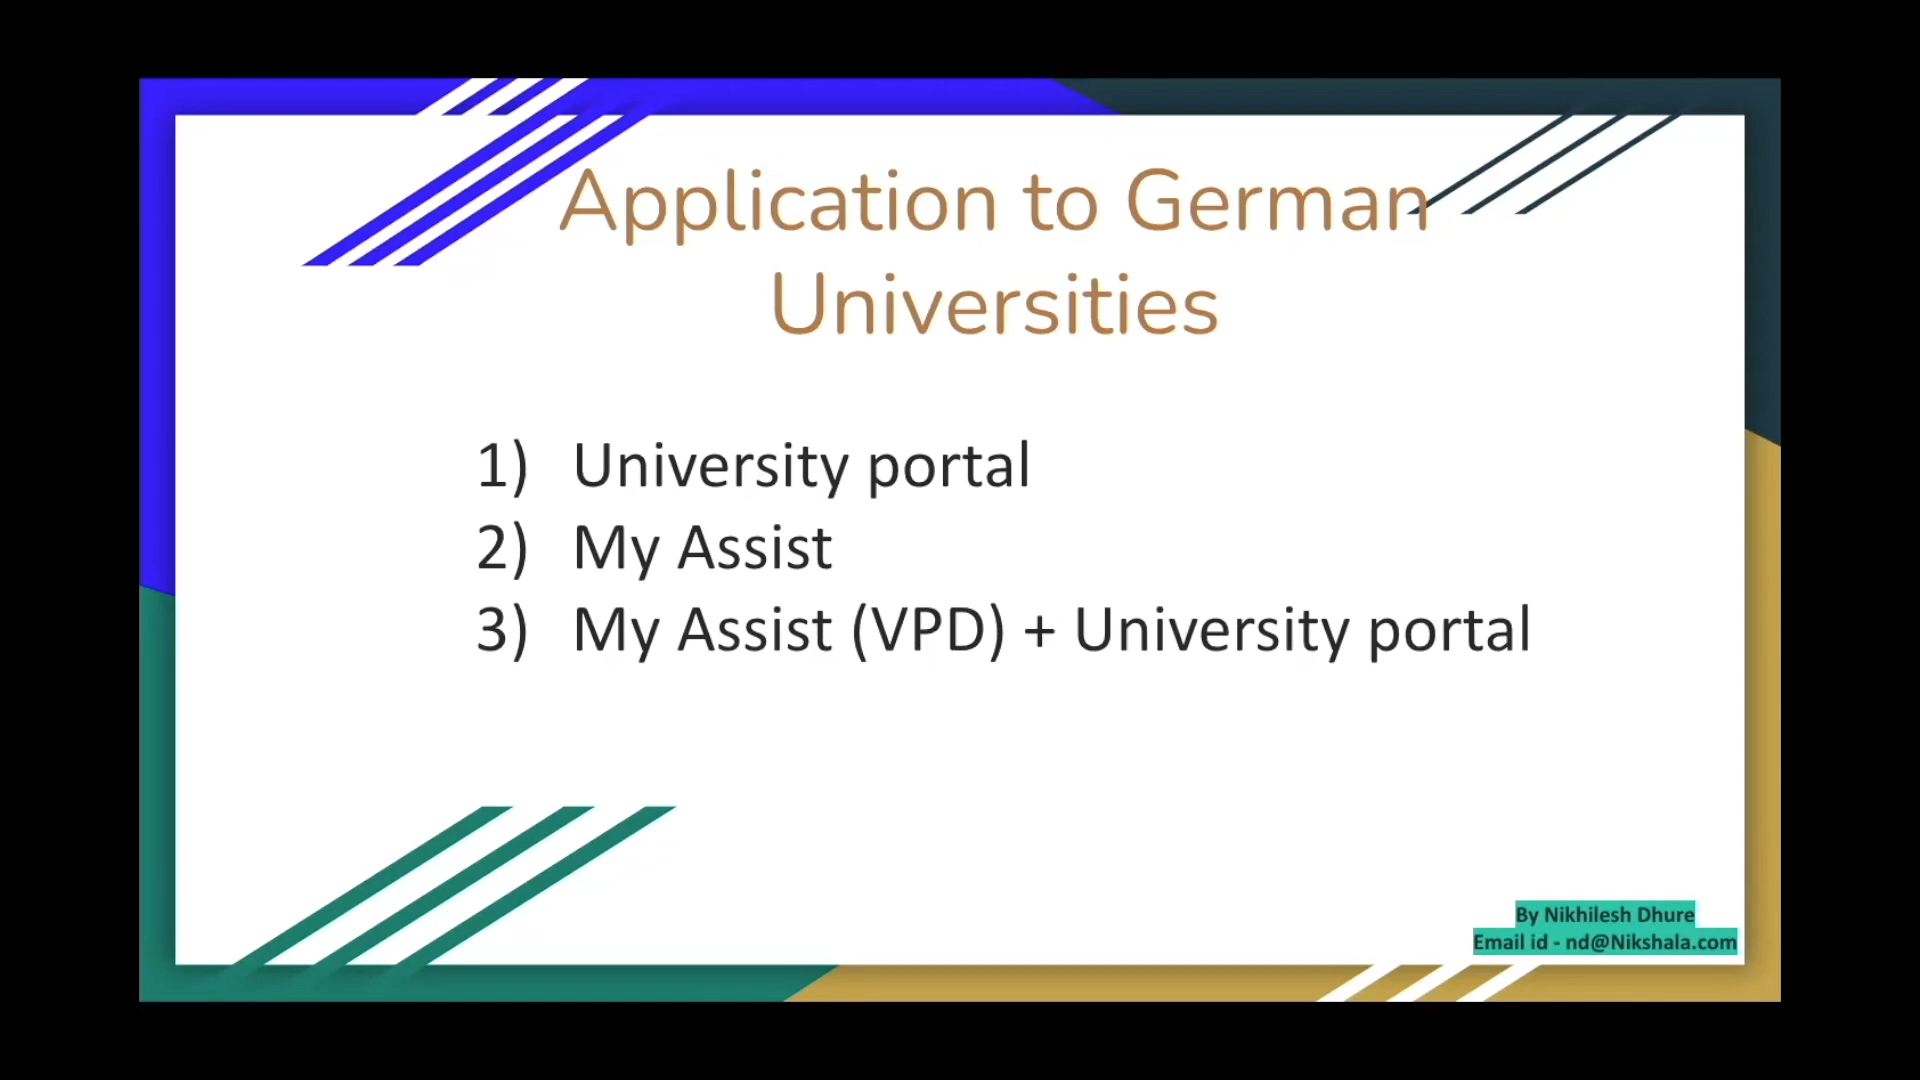 Application to German
Universities
1) University portal
2) My Assist
3) My Assist (VPD) + University portal
By Nikhilesh Dhure
Email id - nd@Nikshala.com